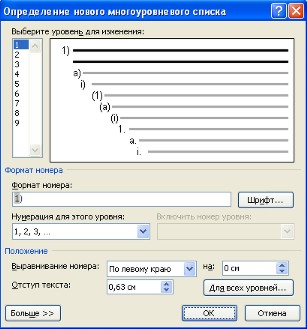 Определение нового многоуровневого списка
Выберите уровень для изменения:
1
2
3
4
5
6
7
8
9
1)
a)
i)
(1)
(a)
(i)
1.
a.
i.
Формат номера
Формат номера:
1)
Шрифт...
Нумерация для этого уровня:
Включить номер уровня:
1, 2, 3, ...
Положение
Выравнивание номера:
По левому краю
на:
0 см
Отступ текста:
0,63 см
Для всех уровней...
Больше >>
ОК
Отмена